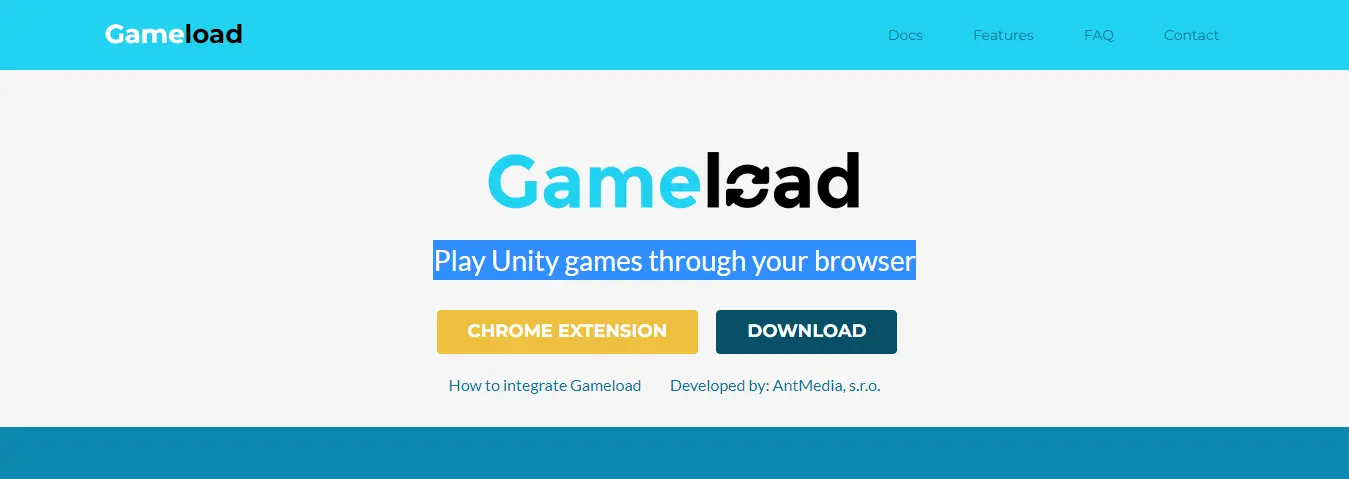 Gameload
Docs Features FAQ Contact
Gameload
Play Unity games through your browser
CHROME EXTENSION DOWNLOAD
How to integrate Gameload Developed by: AntMedia, s.r.o.